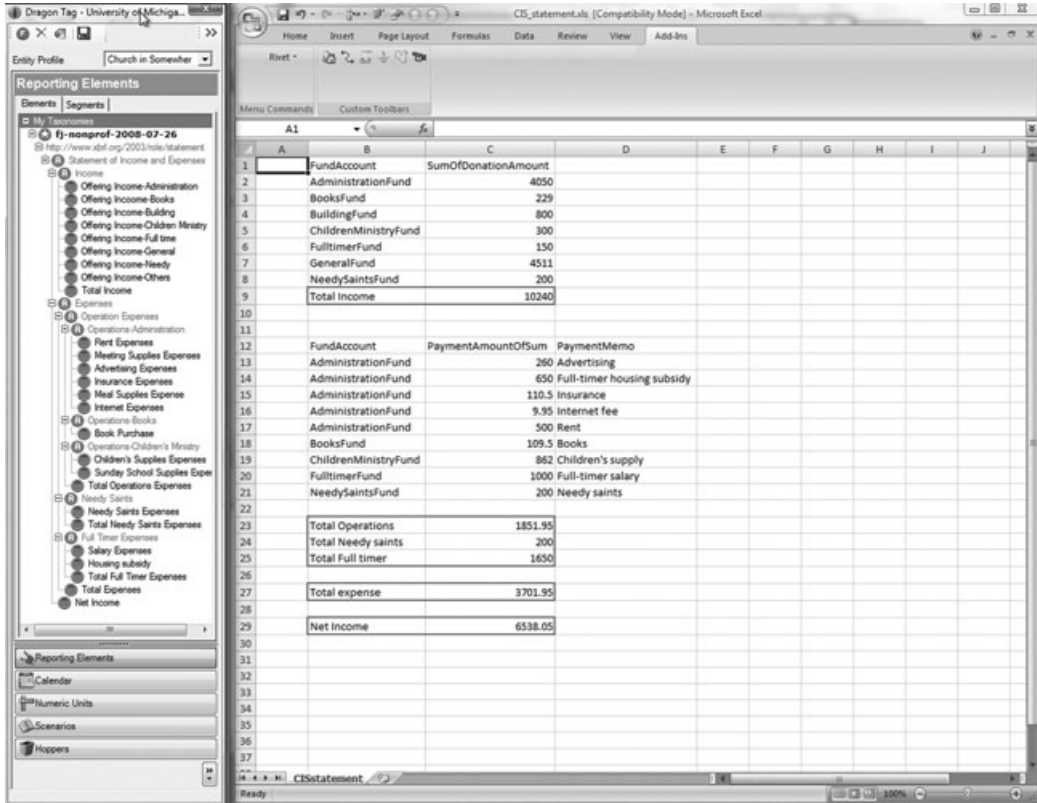 Dragon Tag - University of Michiga...
Entity Profile Church in Somewher
Reporting Elements
Elements Segments
My Taxonomies
fj-nonprof-2008-07-26
http://www.xbrl.org/2003/role/statement
Statement of Income and Expenses
Income
Offering Income-Administration
Offering Incoome-Books
Offering Income-Building
Offering Income-Children Ministry
Offering Income-Full time
Offering Income-General
Offering Income-Needy
Offering Income-Others
Total Income
Expenses
Operation Expenses
Operations-Administration
Rent Expenses
Meeting Supplies Expenses
Advertising Expenses
Insurance Expenses
Meal Supplies Expense
Internet Expenses
Operations-Books
Book Purchase
Operations-Children's Ministry
Children's Supplies Expenses
Sunday School Supplies Exper
Total Operations Expenses
Needy Saints
Needy Saints Expenses
Total Needy Saints Expenses
Full Timer Expenses
Salary Expenses
Housing subsidy
Total Full Timer Expenses
Total Expenses
Net Income
Reporting Elements
Calendar
Numeric Units
Scenarios
Hoppers
CIS_statement.xls [Compatibility Mode] - Microsoft Excel
Home Insert Page Layout Formulas Data Review View Add-Ins
Rivet
Menu Commands Custom Toolbars
A1 fx
A B C D E F G H I J
1 FundAccount SumOfDonationAmount
2 AdministrationFund 4050
3 BooksFund 229
4 BuildingFund 800
5 ChildrenMinistryFund 300
6 FulltimerFund 150
7 GeneralFund 4511
8 NeedySaintsFund 200
9 Total Income 10240
10
11
12 FundAccount PaymentAmountOfSum PaymentMemo
13 AdministrationFund 260 Advertising
14 AdministrationFund 650 Full-timer housing subsidy
15 AdministrationFund 110.5 Insurance
16 AdministrationFund 9.95 Internet fee
17 AdministrationFund 500 Rent
18 BooksFund 109.5 Books
19 ChildrenMinistryFund 862 Children's supply
20 FulltimerFund 1000 Full-timer salary
21 NeedySaintsFund 200 Needy saints
22
23 Total Operations 1851.95
24 Total Needy saints 200
25 Total Full timer 1650
26
27 Total expense 3701.95
28
29 Net Income 6538.05
30
31
32
33
34
35
36
37
CISstatement
Ready 100%